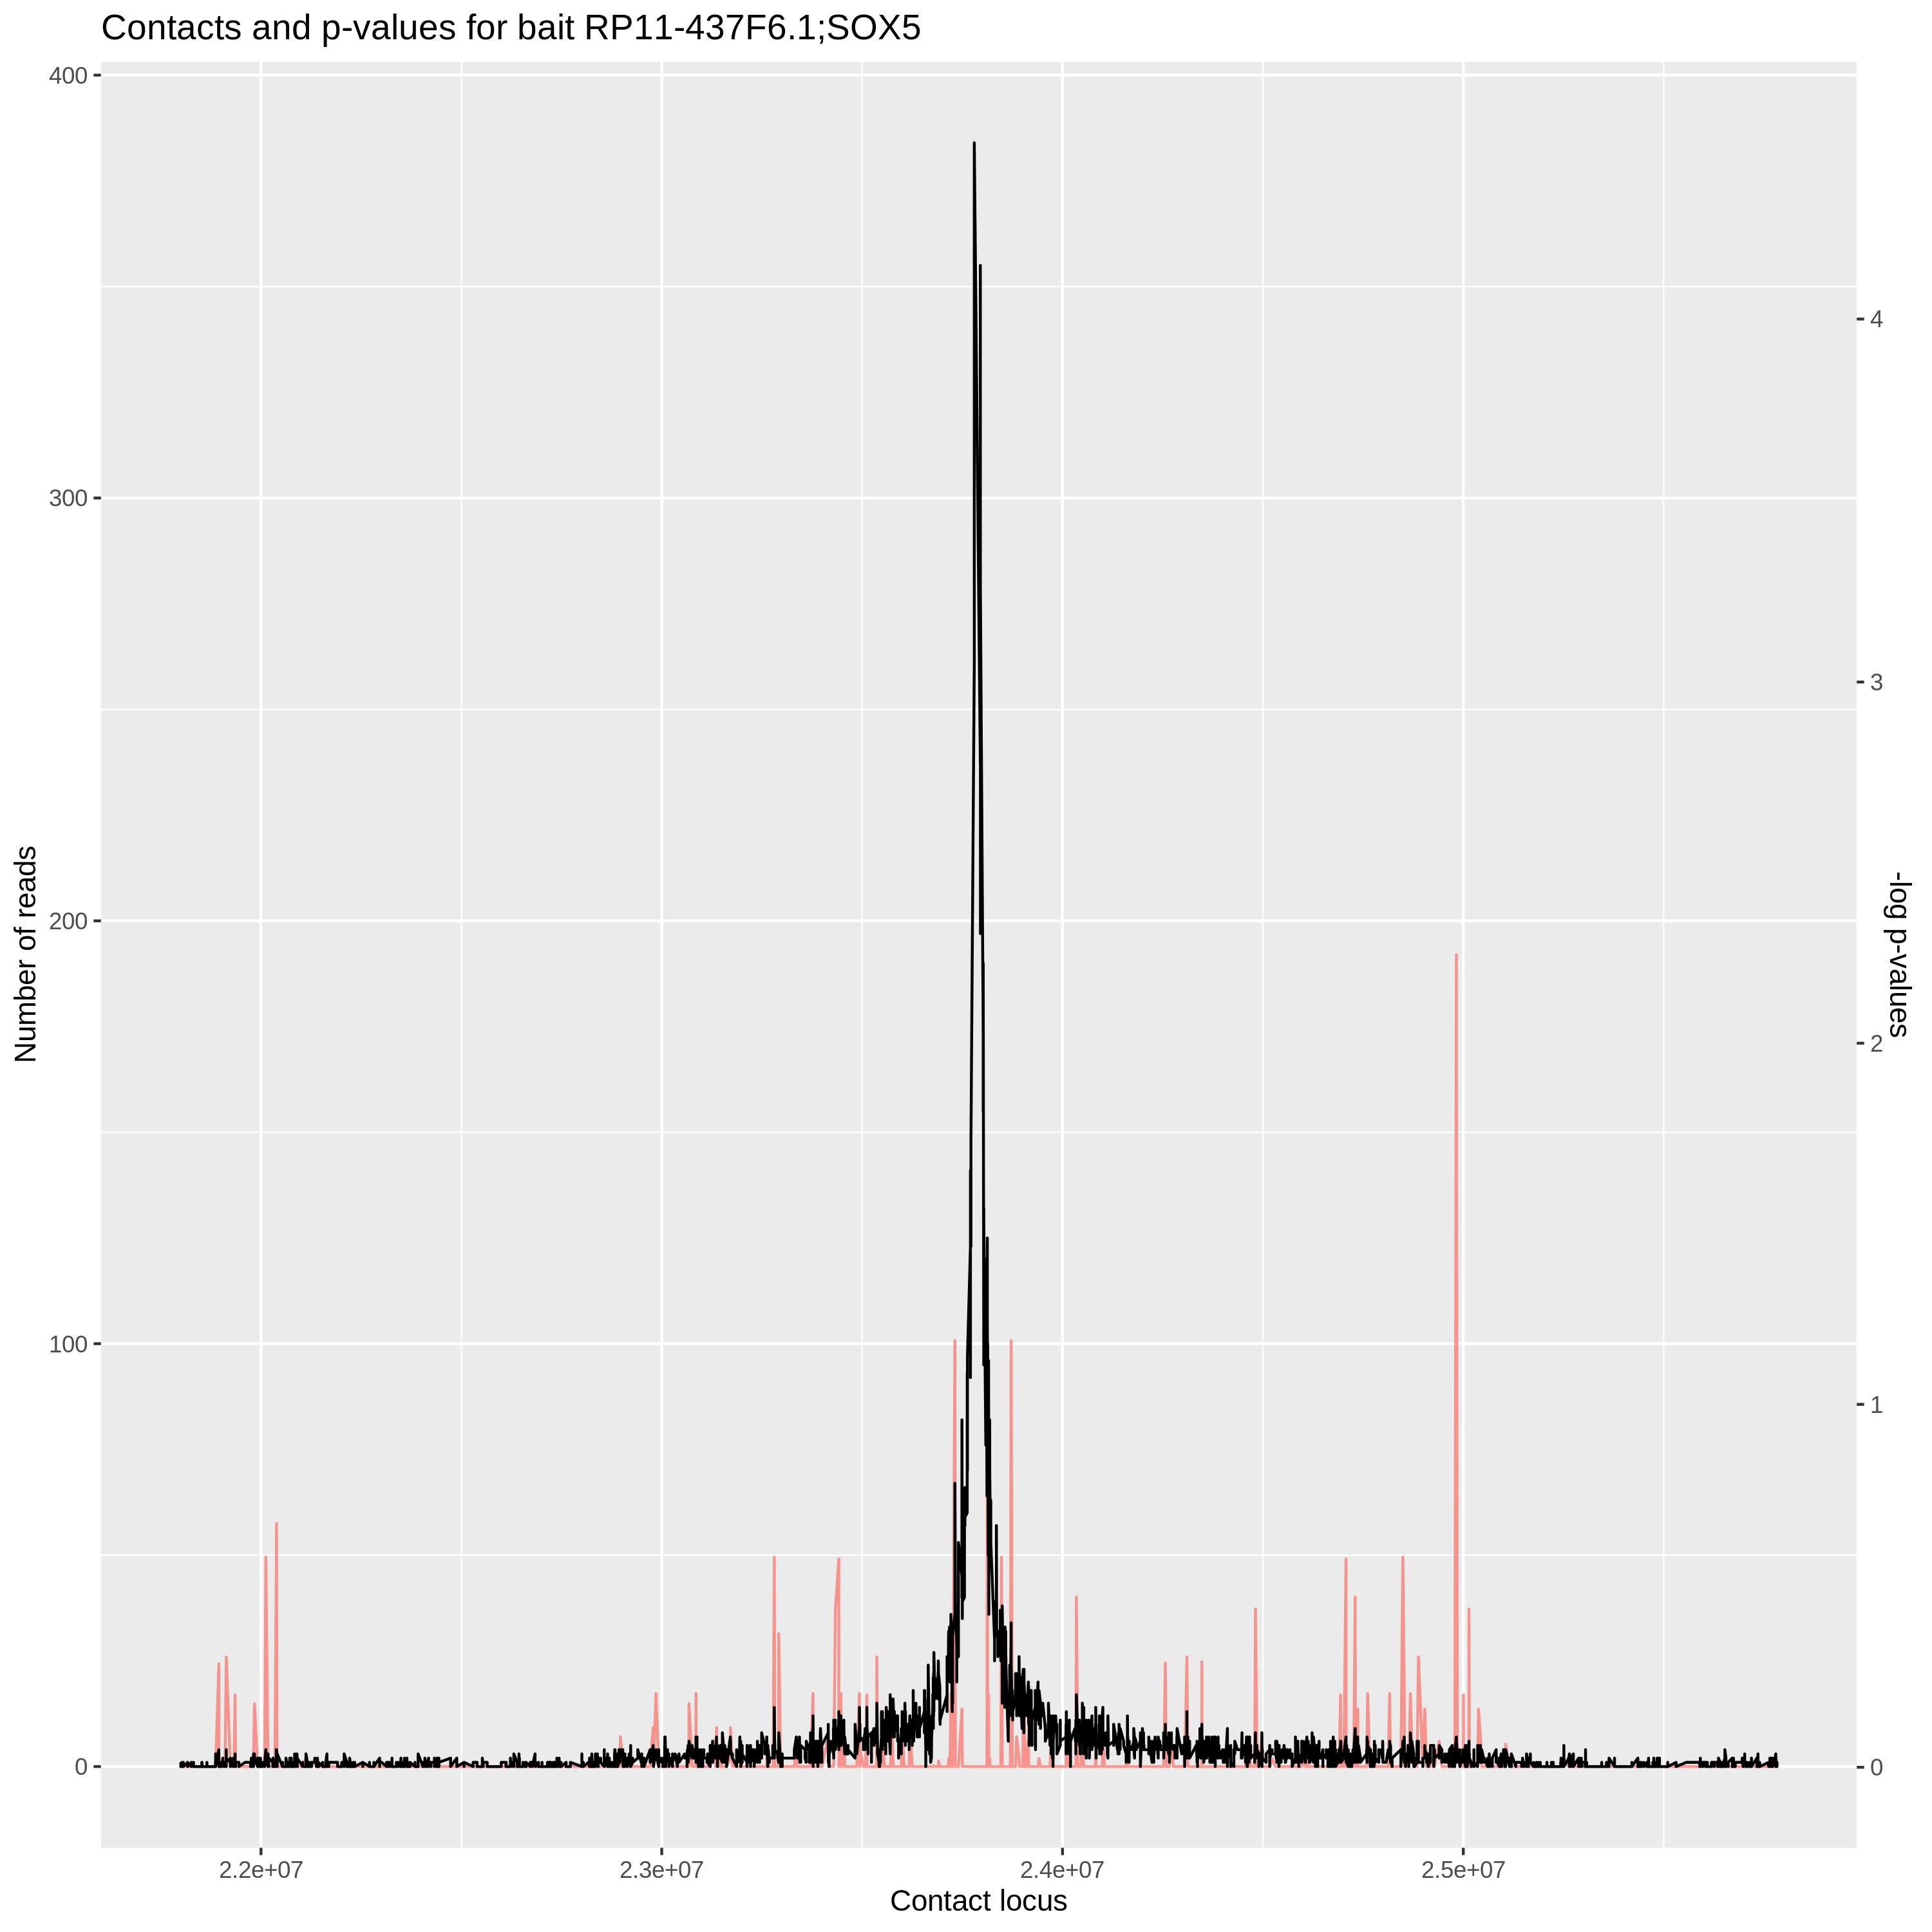 Contacts and p-values for bait RP11-437F6.1;SOX5
400
300
200
100
0
Number of reads
4
3
2
1
0
-log p-values
2.2e+07
2.3e+07
2.4e+07
2.5e+07
Contact locus